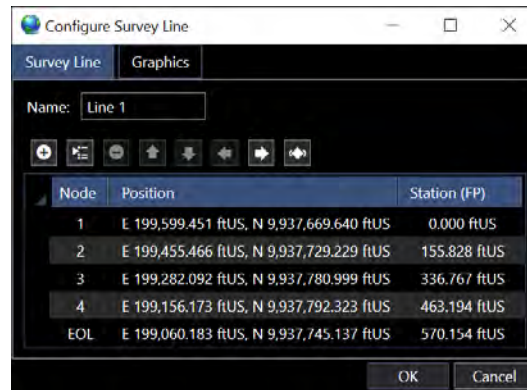 Configure Survey Line
Survey Line Graphics
Name: Line 1
Node Position Station (FP)
1 E 199,599.451 ftUS, N 9,937,669.640 ftUS 0.000 ftUS
2 E 199,455.466 ftUS, N 9,937,729.229 ftUS 155.828 ftUS
3 E 199,282.092 ftUS, N 9,937,780.999 ftUS 336.767 ftUS
4 E 199,156.173 ftUS, N 9,937,792.323 ftUS 463.194 ftUS
EOL E 199,060.183 ftUS, N 9,937,745.137 ftUS 570.154 ftUS
OK Cancel